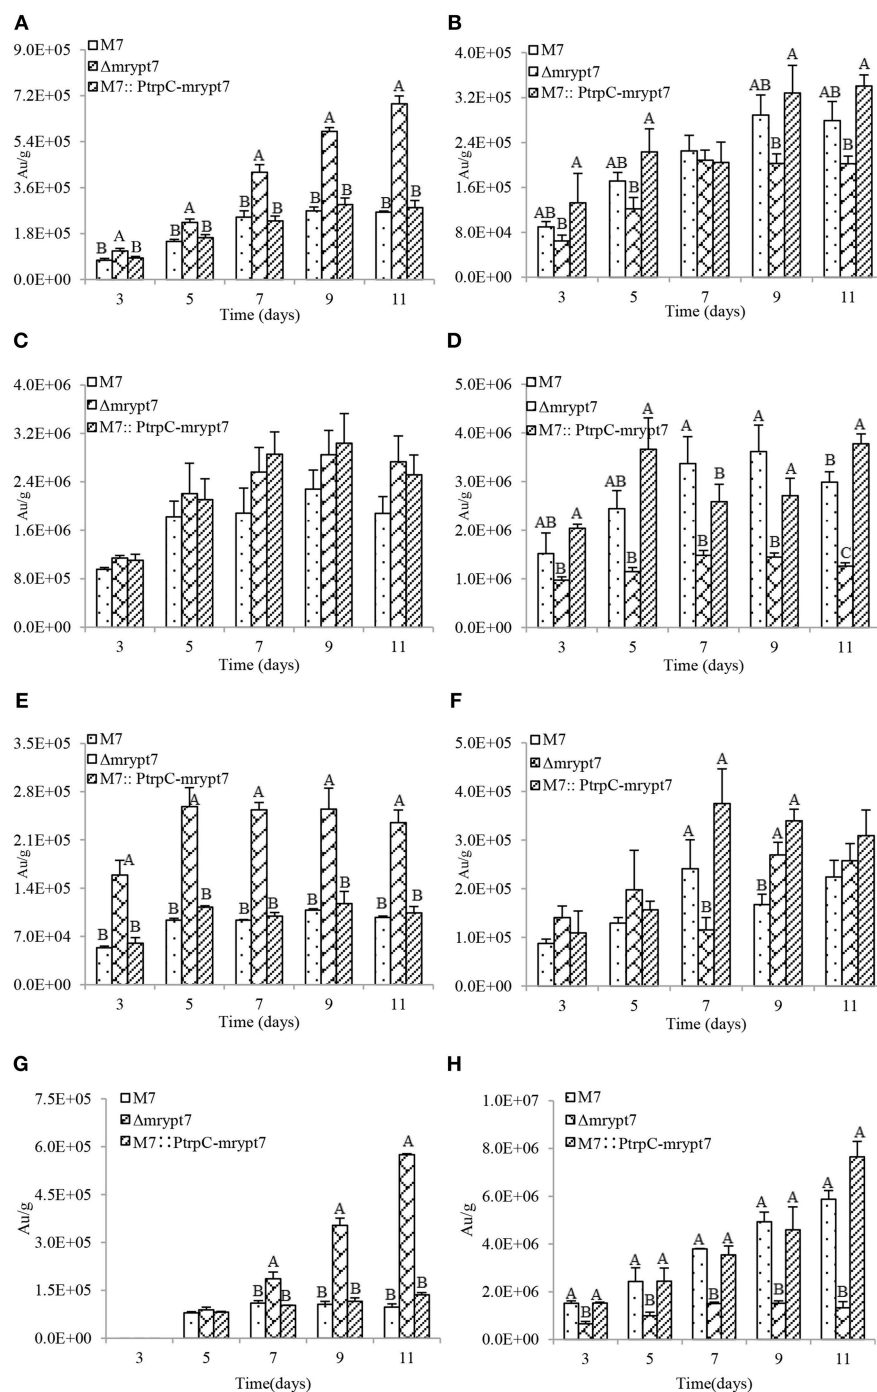 A
M7
Δmrypt7
M7:: PtrpC-mrypt7
9.0E+05
7.2E+05
5.4E+05
3.6E+05
1.8E+05
0.0E+00
Au/g
B A B
B A B
B A B
B A B
B A B
3 5 7 9 11
Time (days)
B
M7
Δmrypt7
M7:: PtrpC-mrypt7
4.0E+05
3.2E+05
2.4E+05
1.6E+05
8.0E+04
0.0E+00
Au/g
AB B A
AB B A
AB B A
AB B A
3 5 7 9 11
Time (days)
C
M7
Δmrypt7
M7:: PtrpC-mrypt7
4.0E+06
3.2E+06
2.4E+06
1.6E+06
8.0E+05
0.0E+00
Au/g
3 5 7 9 11
Time (days)
D
M7
Δmrypt7
M7:: PtrpC-mrypt7
5.0E+06
4.0E+06
3.0E+06
2.0E+06
1.0E+06
0.0E+00
Au/g
AB B A
AB B A
A B B
A B A
B C A
3 5 7 9 11
Time (days)
E
M7
Δmrypt7
M7:: PtrpC-mrypt7
3.5E+05
2.8E+05
2.1E+05
1.4E+05
7.0E+04
0.0E+00
Au/g
B A B
B A B
B A B
B A B
B A B
3 5 7 9 11
Time (days)
F
M7
Δmrypt7
M7:: PtrpC-mrypt7
5.0E+05
4.0E+05
3.0E+05
2.0E+05
1.0E+05
0.0E+00
Au/g
A B A
B A A
3 5 7 9 11
Time (days)
G
M7
Δmrypt7
M7::PtrpC-mrypt7
7.5E+05
6.0E+05
4.5E+05
3.0E+05
1.5E+05
0.0E+00
Au/g
B A B
B A B
B A B
3 5 7 9 11
Time(days)
H
M7
Δmrypt7
M7::PtrpC-mrypt7
1.0E+07
8.0E+06
6.0E+06
4.0E+06
2.0E+06
0.0E+00
Au/g
A B A
A B A
A B A
A B A
A B A
3 5 7 9 11
Time(days)